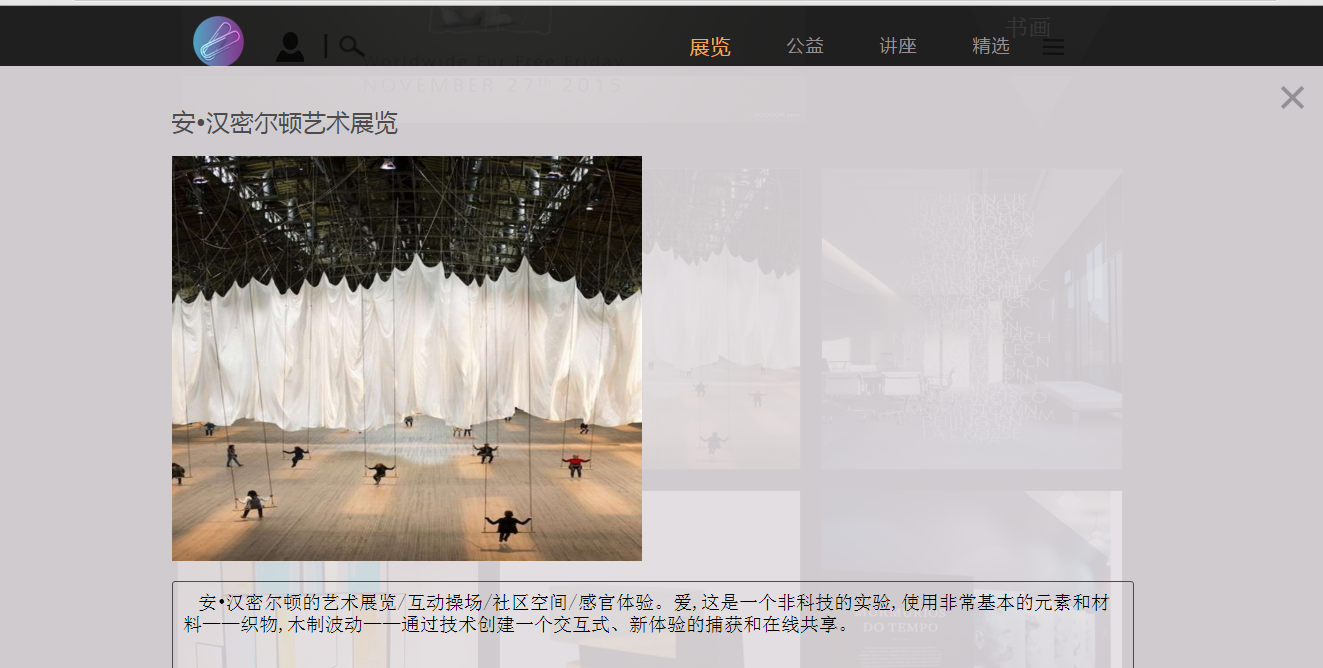 书画
展览 公益 讲座 精选
NOVEMBER 27TH 2015
安•汉密尔顿艺术展览
安•汉密尔顿的艺术展览/互动操场/社区空间/感官体验。爱,这是一个非科技的实验,使用非常基本的元素和材
料一一织物,木制波动一一通过技术创建一个交互式、新体验的捕获和在线共享。
DO TEMPO